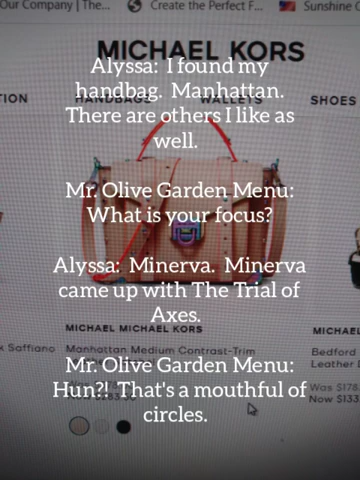 Our Company | The... Create the Perfect F... Sunshine
MICHAEL KORS
Alyssa: I found my
handbag. Manhattan.
TION HANDBAGS WALLETS SHOES
There are others I like as
well.
Mr. Olive Garden Menu:
What is your focus?
Alyssa: Minerva. Minerva
came up with The Trial of
Axes.
MICHAEL MICHAEL KORS
MICHAEL
Saffiano
Manhattan Medium Contrast-Trim
Bedford
Leather
Mr. Olive Garden Menu:
Hun?! That's a mouthful of
circles.
Was $178
Now $133